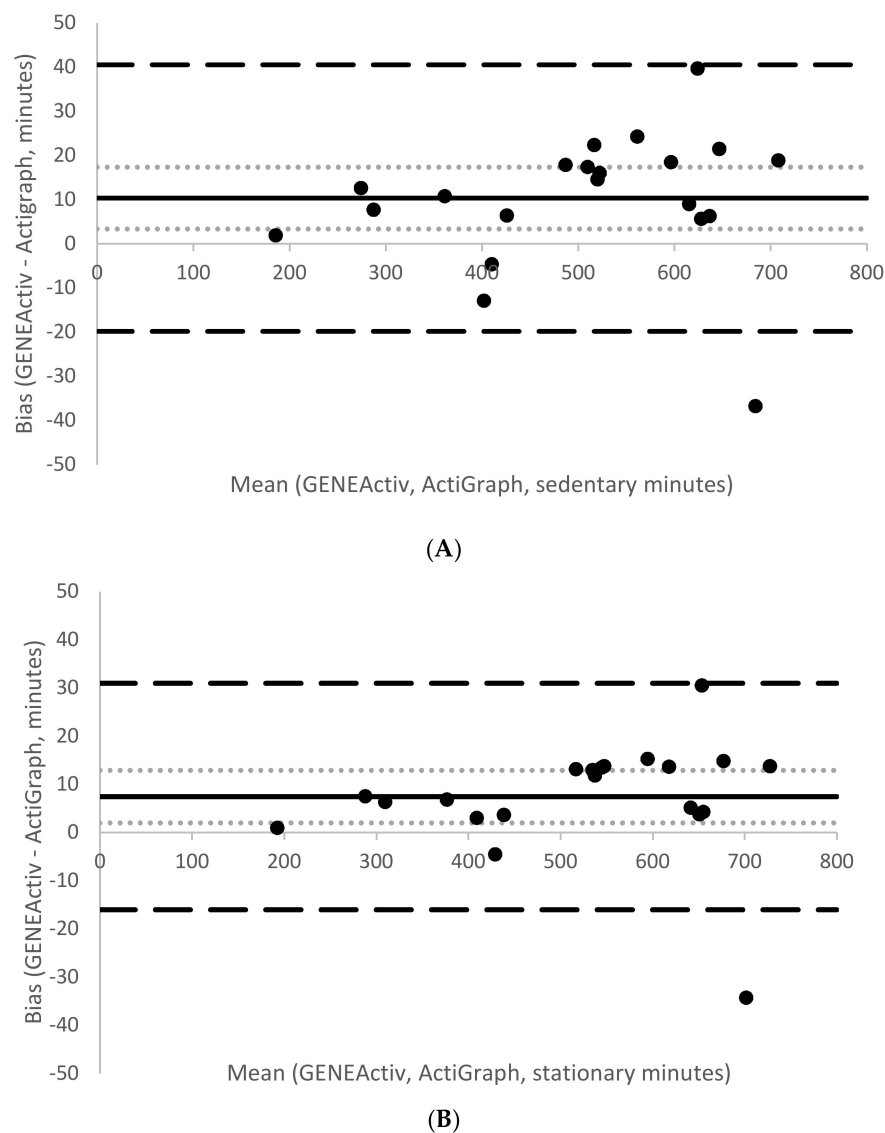 50
40
30
20
10
0
-10
-20
-30
-40
-50
0 100 200 300 400 500 600 700 800
Bias (GENEActiv - Actigraph, minutes)
Mean (GENEActiv, ActiGraph, sedentary minutes)
(A)
50
40
30
20
10
0
-10
-20
-30
-40
-50
0 100 200 300 400 500 600 700 800
Bias (GENEActiv - ActiGraph, minutes)
Mean (GENEActiv, ActiGraph, stationary minutes)
(B)